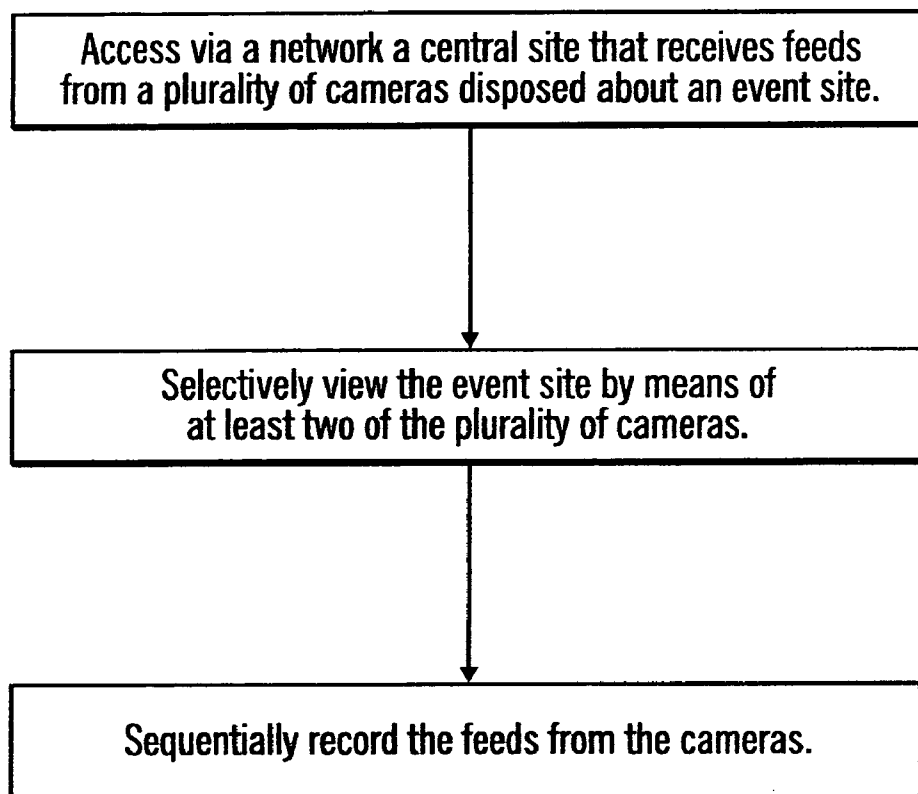 Access via a network a central site that receives feeds
from a plurality of cameras disposed about an event site.
Selectively view the event site by means of
at least two of the plurality of cameras.
Sequentially record the feeds from the cameras.